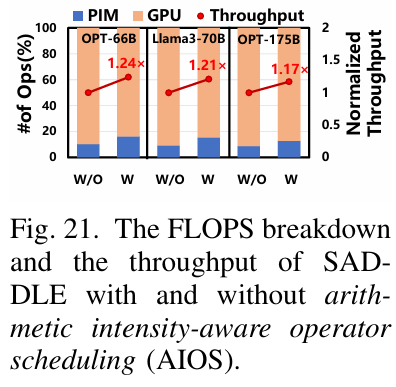 PIM GPU Throughput
100 OPT-66B Llama3-70B OPT-175B 2
80 1.24× 1.21× 1.17× 1.5
60 1
40 0.5
20 0
0
#of Ops(%)
Normalized
Throughput
W/O W W/O W W/O W
Fig. 21. The FLOPS breakdown
and the throughput of SAD-
DLE with and without arith-
metic intensity-aware operator
scheduling (AIOS).